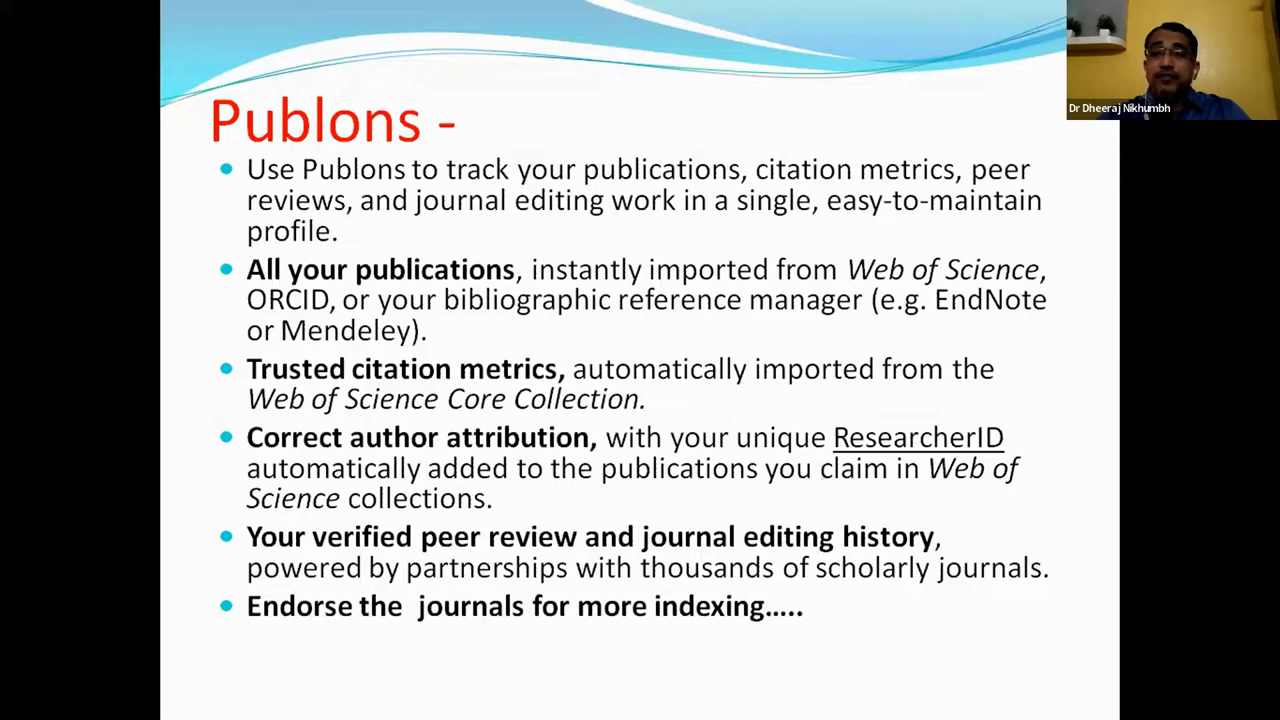 Dr Dheeraj Nikhumbh
Publons -
Use Publons to track your publications, citation metrics, peer
reviews, and journal editing work in a single, easy-to-maintain
profile.
All your publications, instantly imported from Web of Science,
ORCID, or your bibliographic reference manager (e.g. EndNote
or Mendeley).
Trusted citation metrics, automatically imported from the
Web of Science Core Collection.
Correct author attribution, with your unique ResearcherID
automatically added to the publications you claim in Web of
Science collections.
Your verified peer review and journal editing history,
powered by partnerships with thousands of scholarly journals.
Endorse the  journals for more indexing.....